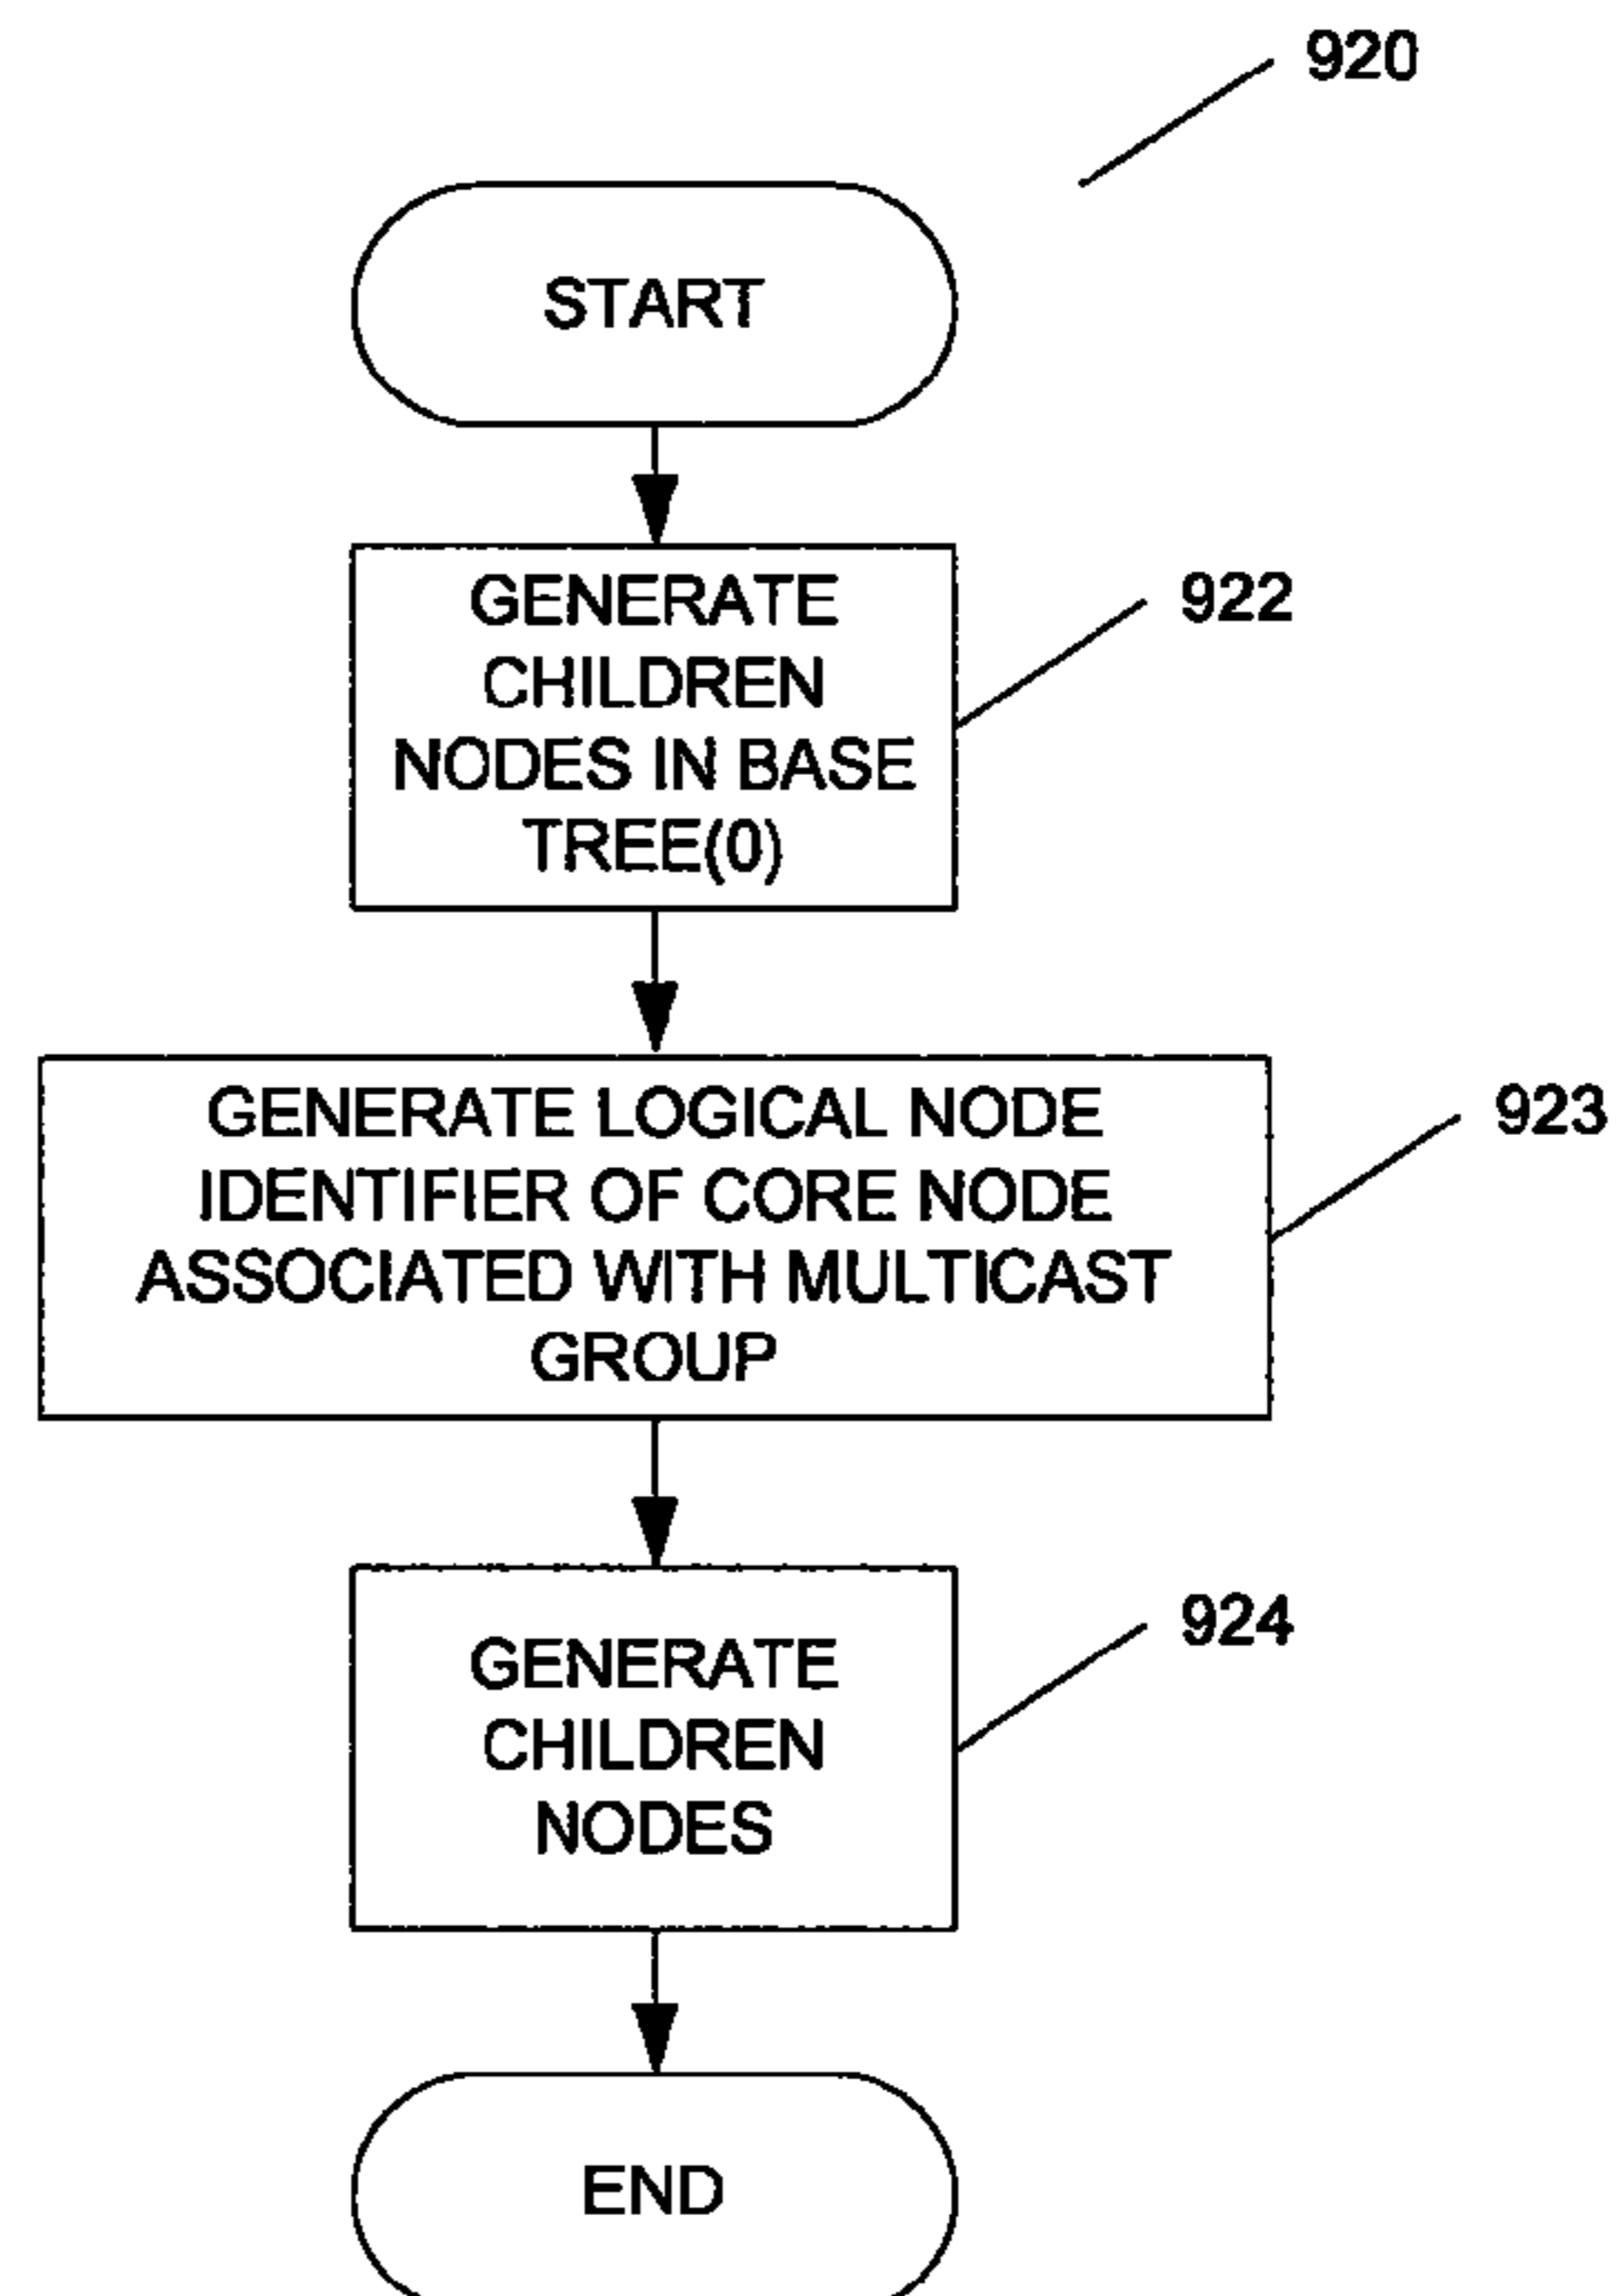 920
START
GENERATE
CHILDREN
NODES IN BASE
TREE(0)
922
GENERATE LOGICAL NODE
IDENTIFIER OF CORE NODE
ASSOCIATED WITH MULTICAST
GROUP
923
GENERATE
CHILDREN
NODES
924
END